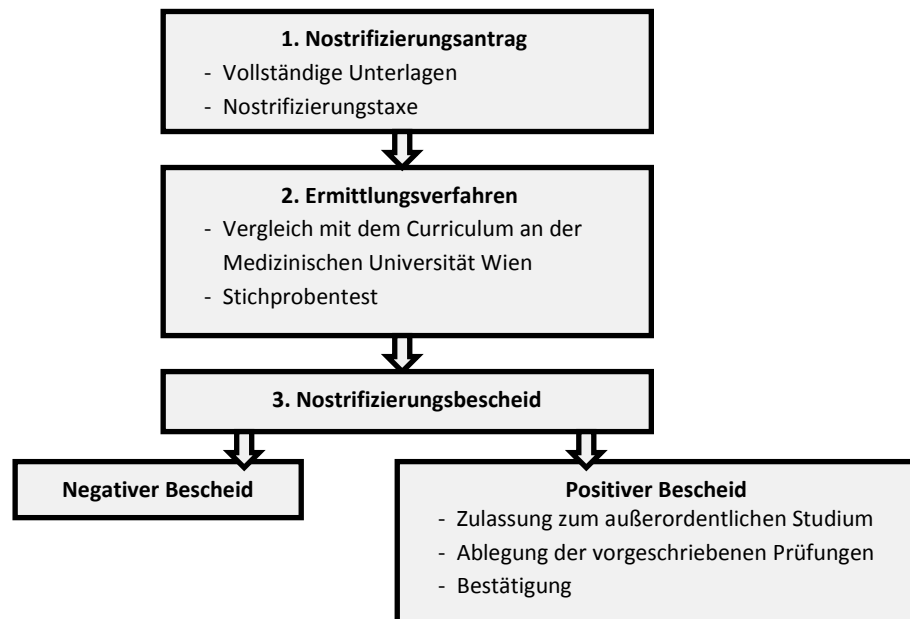 1. Nostrifizierungsantrag
- Vollständige Unterlagen
- Nostrifizierungstaxe
2. Ermittlungsverfahren
- Vergleich mit dem Curriculum an der
Medizinischen Universität Wien
- Stichprobentest
3. Nostrifizierungsbescheid
Negativer Bescheid
Positiver Bescheid
- Zulassung zum außerordentlichen Studium
- Ablegung der vorgeschriebenen Prüfungen
- Bestätigung